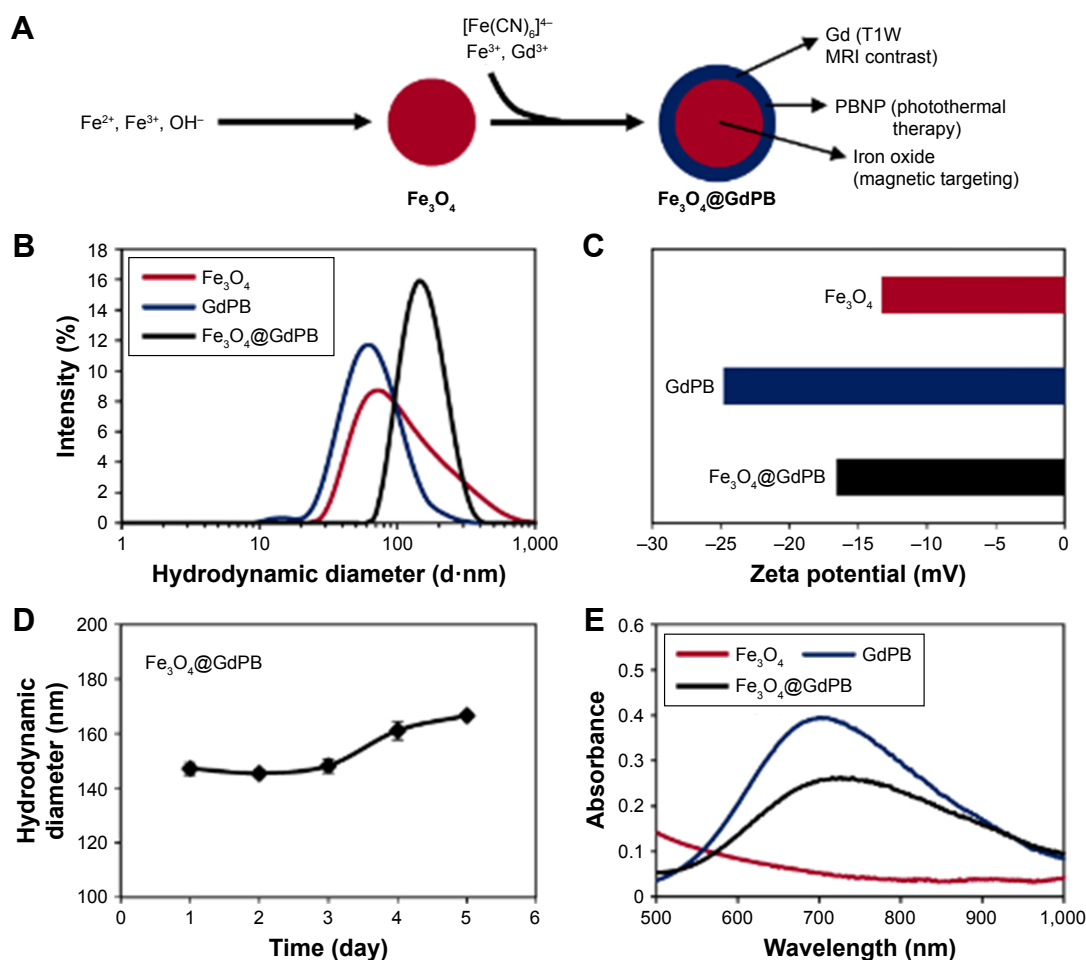 A
[Fe(CN)₆]⁴⁻
Fe³⁺, Gd³⁺
Fe²⁺, Fe³⁺, OH⁻
Fe₃O₄
Fe₃O₄@GdPB
Gd (T1W
MRI contrast)
PBNP (photothermal
therapy)
Iron oxide
(magnetic targeting)
B
Intensity (%)
18
16
14
12
10
8
6
4
2
0
Fe₃O₄
GdPB
Fe₃O₄@GdPB
1
10
100
1,000
Hydrodynamic diameter (d·nm)
C
Fe₃O₄
GdPB
Fe₃O₄@GdPB
–30
–25
–20
–15
–10
–5
0
Zeta potential (mV)
D
Hydrodynamic
diameter (nm)
200
180
160
140
120
100
Fe₃O₄@GdPB
0
1
2
3
4
5
6
Time (day)
E
Absorbance
0.6
0.5
0.4
0.3
0.2
0.1
0
Fe₃O₄
GdPB
Fe₃O₄@GdPB
500
600
700
800
900
1,000
Wavelength (nm)